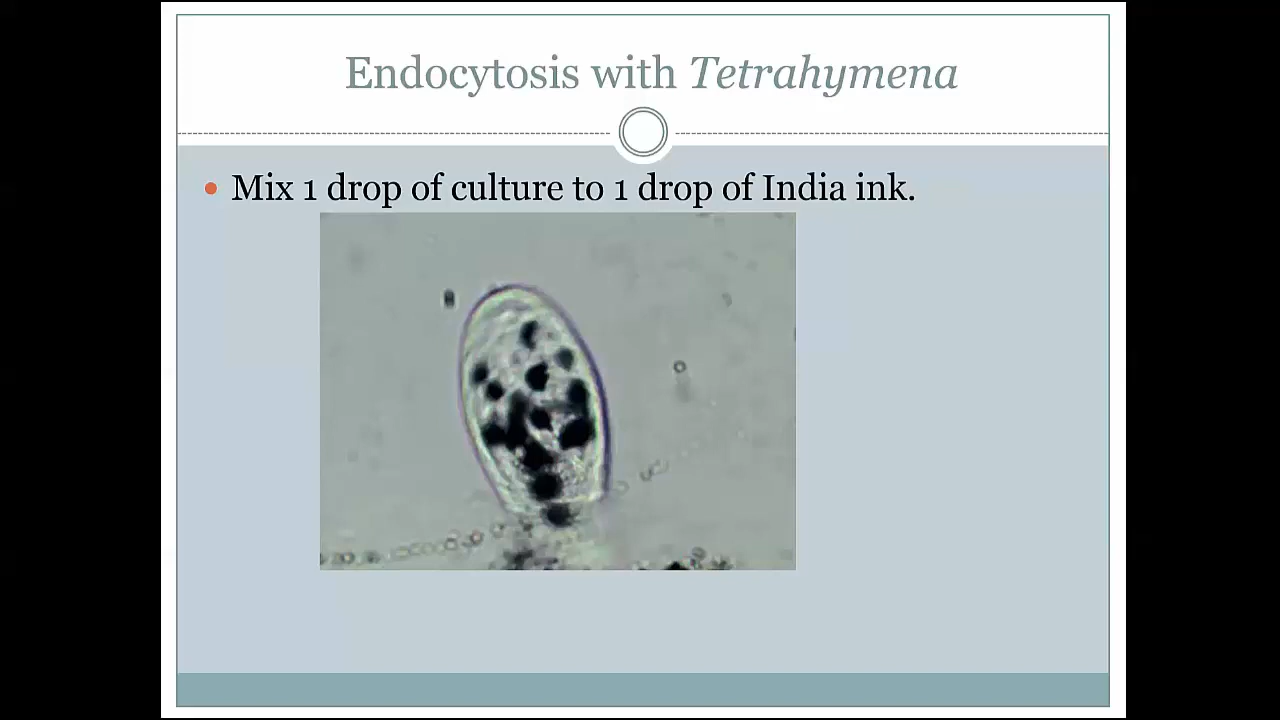 Endocytosis with Tetrahymena
Mix 1 drop of culture to 1 drop of India ink.